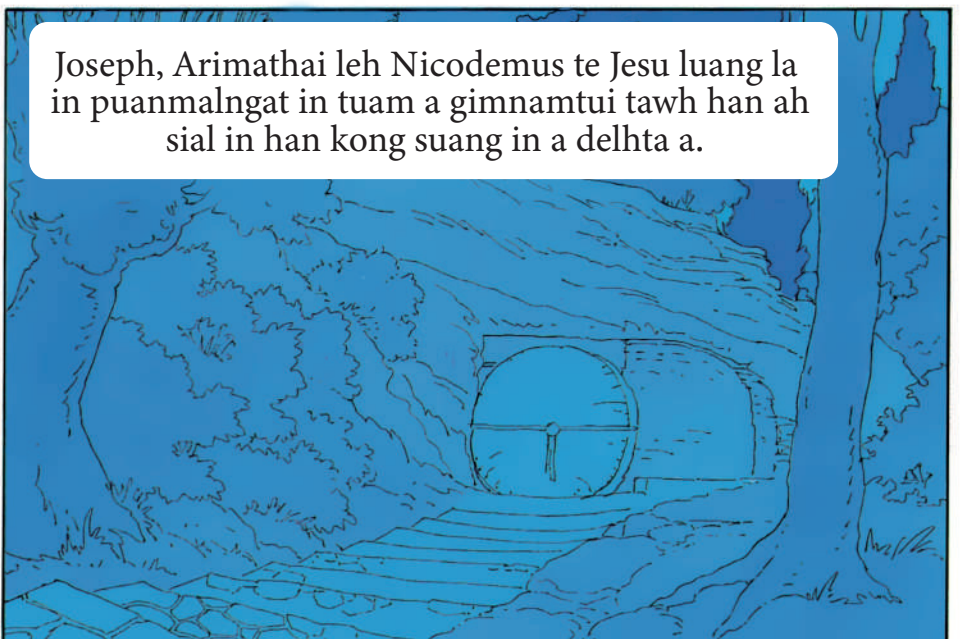 Joseph, Arimathai leh Nicodemus te Jesu luang la
in puanmalngat in tuam a gimnamtui tawh han ah
sial in han kong suang in a delhta a.